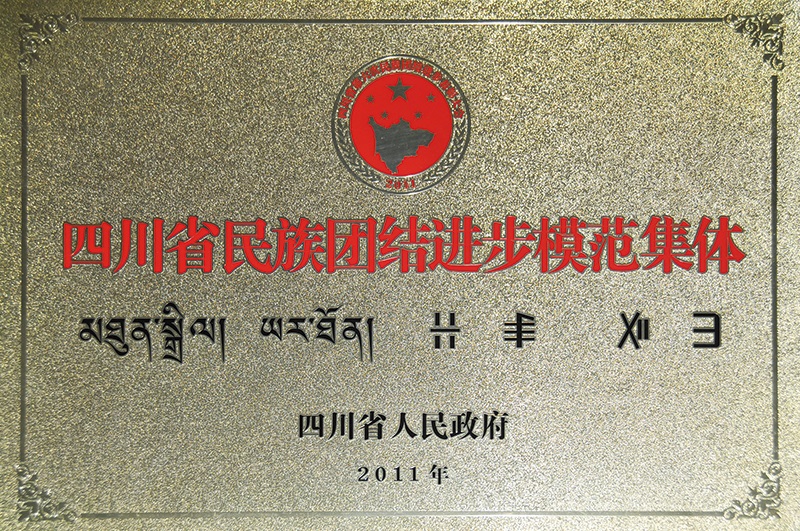 2011
四川省民族团结进步模范集体
མཐུན་སྒྲིལ། ཡར་ཐོན།
四川省人民政府
2011年